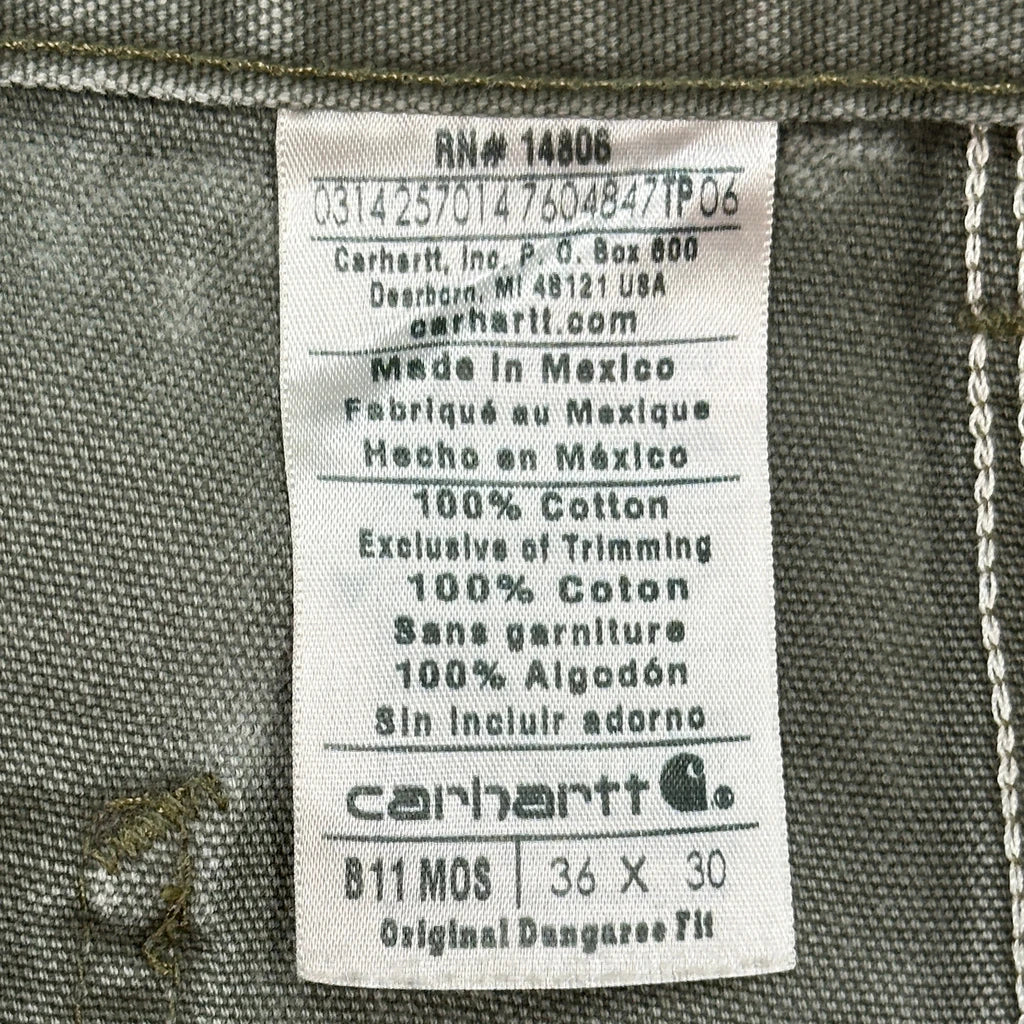 RN# 14806
03142570147604847TP06
Carhartt, Inc. P. O. Box 600
Dearborn, MI 48121 USA
carhartt.com
Made in Mexico
Fabriqué au Mexique
Hecho en México
100% Cotton
Exclusive of Trimming
100% Coton
Sans garniture
100% Algodón
Sin incluir adorno
carhartt ®
B11 MOS | 36 X 30
Original Dungaree Fit